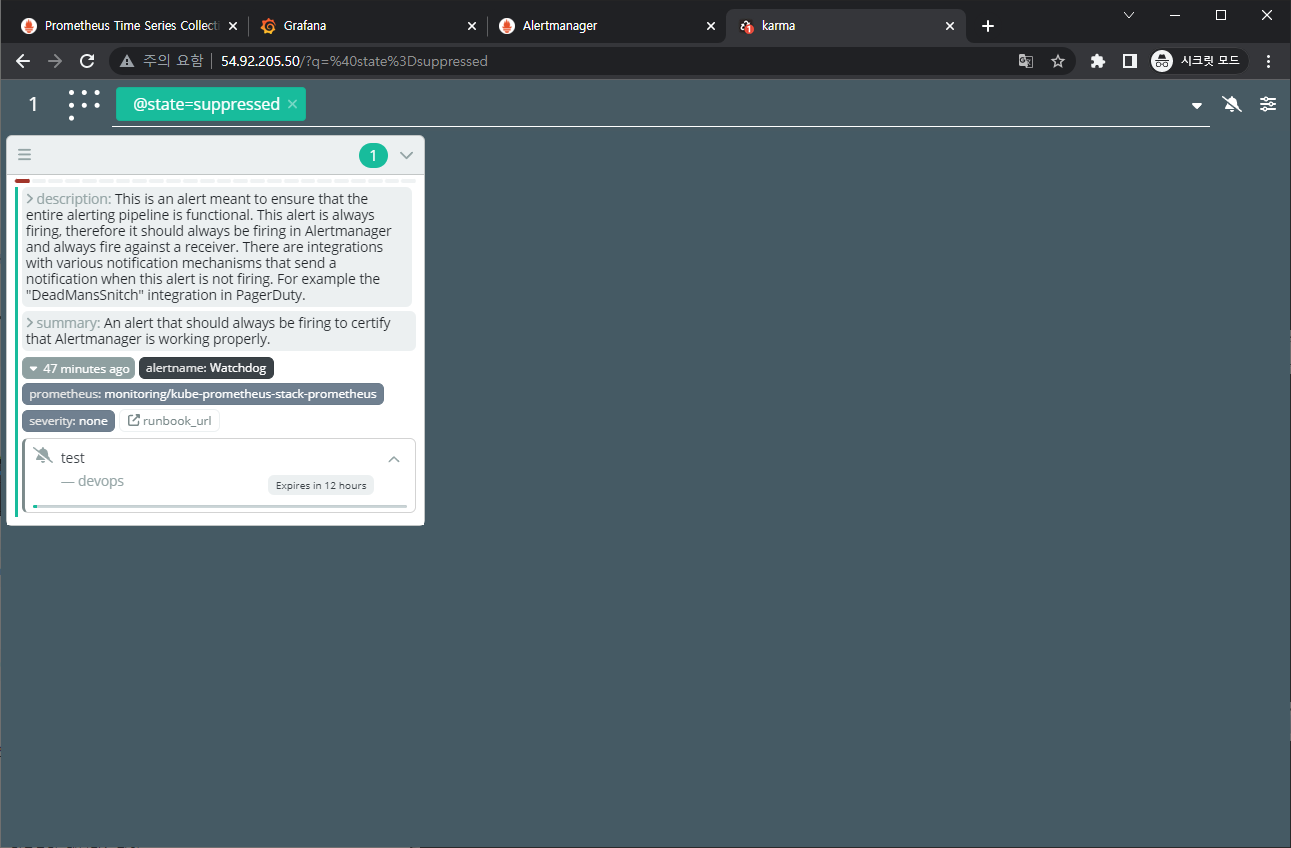 Prometheus Time Series Collecti
Grafana
Alertmanager
karma
주의 요함
54.92.205.50/?q=%40state%3Dsuppressed
시크릿 모드
1
@state=suppressed
1
description: This is an alert meant to ensure that the
entire alerting pipeline is functional. This alert is always
firing, therefore it should always be firing in Alertmanager
and always fire against a receiver. There are integrations
with various notification mechanisms that send a
notification when this alert is not firing. For example the
"DeadMansSnitch" integration in PagerDuty.
summary: An alert that should always be firing to certify
that Alertmanager is working properly.
47 minutes ago alertname: Watchdog
prometheus: monitoring/kube-prometheus-stack-prometheus
severity: none runbook_url
test
— devops Expires in 12 hours